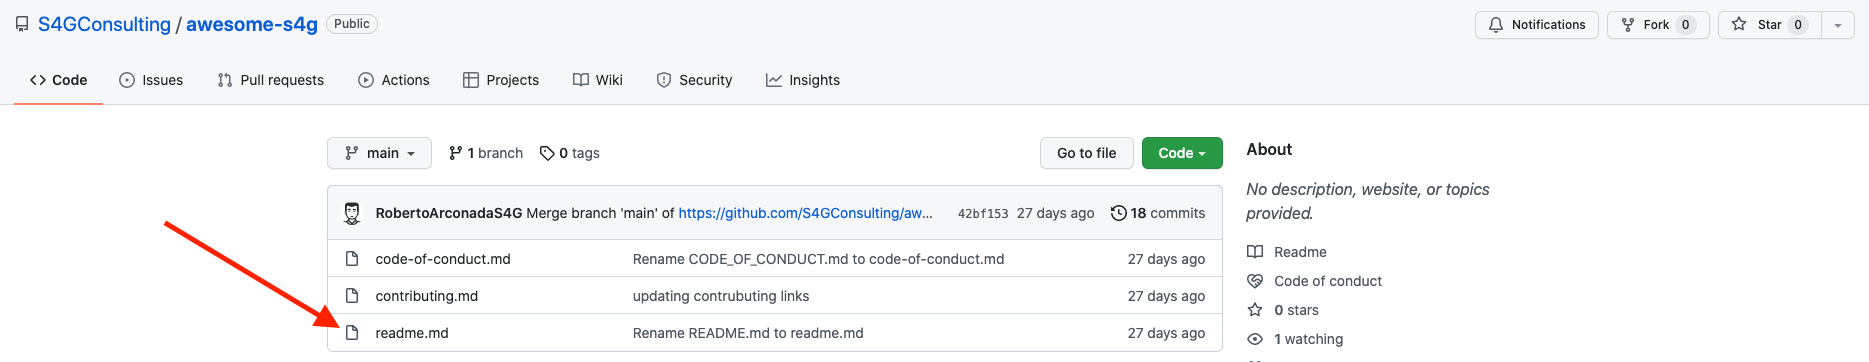 S4GConsulting / awesome-s4g Public
Notifications Fork 0 Star 0
Code Issues Pull requests Actions Projects Wiki Security Insights
main 1 branch 0 tags Go to file Code
RobertoArconadaS4G Merge branch 'main' of https://github.com/S4GConsulting/aw... 42bf153 27 days ago 18 commits
code-of-conduct.md Rename CODE_OF_CONDUCT.md to code-of-conduct.md 27 days ago
contributing.md updating contrubuting links 27 days ago
readme.md Rename README.md to readme.md 27 days ago
About
No description, website, or topics
provided.
Readme
Code of conduct
0 stars
1 watching